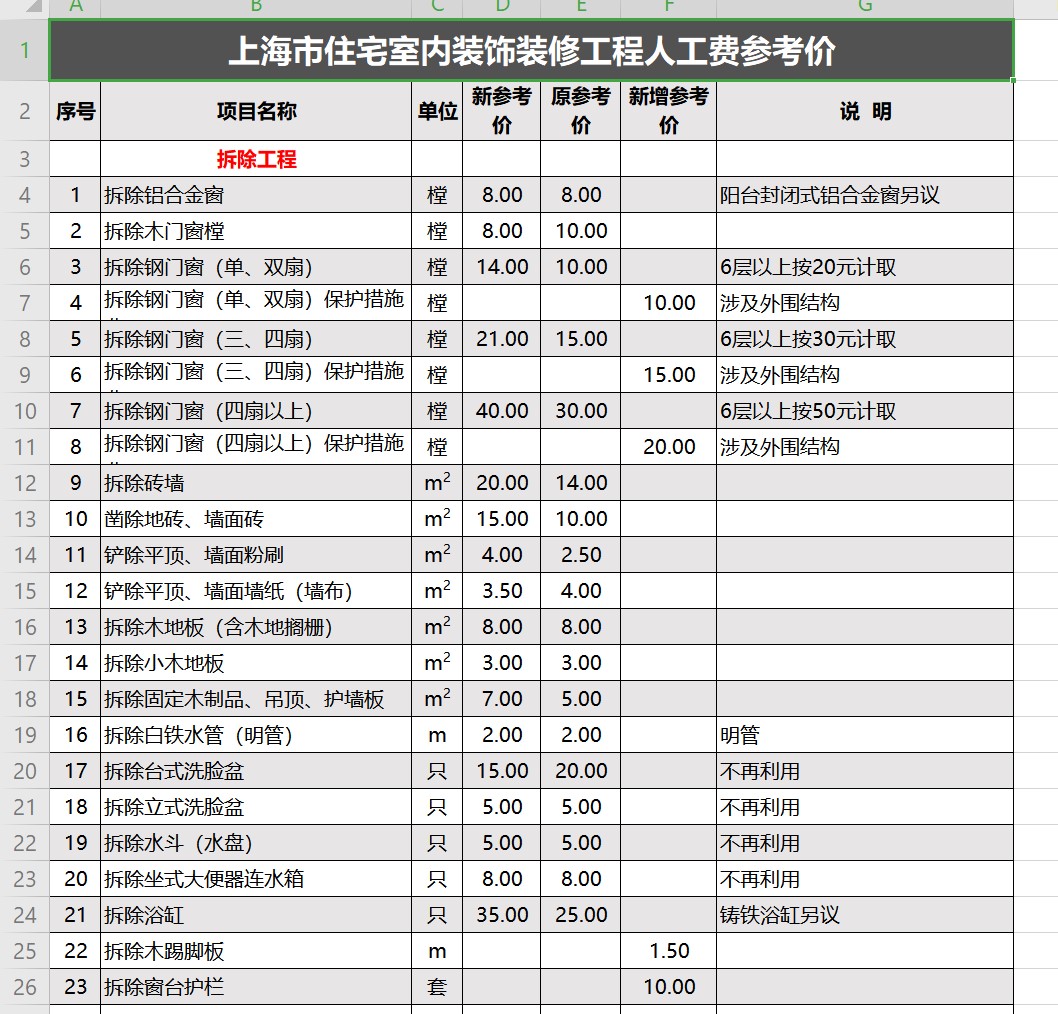 A B C D E F G
1 上海市住宅室内装饰装修工程人工费参考价
2 序号 项目名称 单位 新参考价 原参考价 新增参考价 说 明
3 拆除工程
4 1 拆除铝合金窗 樘 8.00 8.00 阳台封闭式铝合金窗另议
5 2 拆除木门窗樘 樘 8.00 10.00
6 3 拆除钢门窗（单、双扇） 樘 14.00 10.00 6层以上按20元计取
7 4 拆除钢门窗（单、双扇）保护措施 樘 10.00 涉及外围结构
8 5 拆除钢门窗（三、四扇） 樘 21.00 15.00 6层以上按30元计取
9 6 拆除钢门窗（三、四扇）保护措施 樘 15.00 涉及外围结构
10 7 拆除钢门窗（四扇以上） 樘 40.00 30.00 6层以上按50元计取
11 8 拆除钢门窗（四扇以上）保护措施 樘 20.00 涉及外围结构
12 9 拆除砖墙 m² 20.00 14.00
13 10 凿除地砖、墙面砖 m² 15.00 10.00
14 11 铲除平顶、墙面粉刷 m² 4.00 2.50
15 12 铲除平顶、墙面墙纸（墙布） m² 3.50 4.00
16 13 拆除木地板（含木地搁栅） m² 8.00 8.00
17 14 拆除小木地板 m² 3.00 3.00
18 15 拆除固定木制品、吊顶、护墙板 m² 7.00 5.00
19 16 拆除白铁水管（明管） m 2.00 2.00 明管
20 17 拆除台式洗脸盆 只 15.00 20.00 不再利用
21 18 拆除立式洗脸盆 只 5.00 5.00 不再利用
22 19 拆除水斗（水盘） 只 5.00 5.00 不再利用
23 20 拆除坐式大便器连水箱 只 8.00 8.00 不再利用
24 21 拆除浴缸 只 35.00 25.00 铸铁浴缸另议
25 22 拆除木踢脚板 m 1.50
26 23 拆除窗台护栏 套 10.00